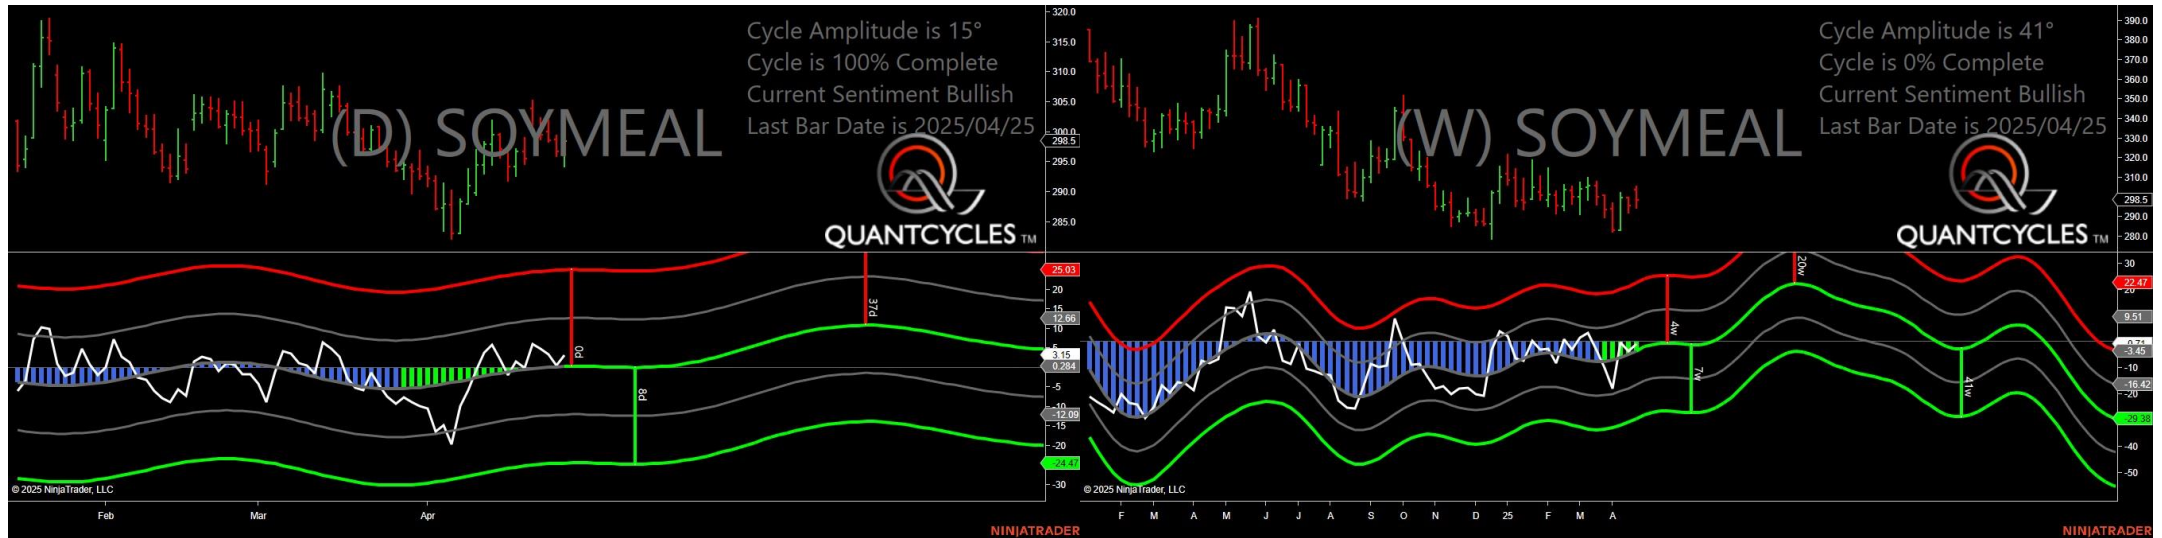 Cycle Amplitude is 15°
Cycle is 100% Complete
Current Sentiment Bullish
Last Bar Date is 2025/04/25
(D) SOYMEAL
QUANTCYCLES TM
320.0
315.0
310.0
305.0
300.0
298.5
295.0
290.0
285.0
25.03
20
15
12.66
10
5
3.15
0.284
-5
-10
-12.09
-15
-20
-24.47
-30
0d
8d
37d
© 2025 NinjaTrader, LLC
Feb Mar Apr
NINJATRADER
Cycle Amplitude is 41°
Cycle is 0% Complete
Current Sentiment Bullish
Last Bar Date is 2025/04/25
(W) SOYMEAL
QUANTCYCLES TM
390.0
380.0
370.0
360.0
350.0
340.0
330.0
320.0
310.0
298.5
290.0
280.0
30
22.47
20
9.51
-3.45
-10
-16.42
-20
-29.38
-40
-50
4w
7w
20w
41w
© 2025 NinjaTrader, LLC
F M A M J J A S O N D 25 F M A
NINJATRADER